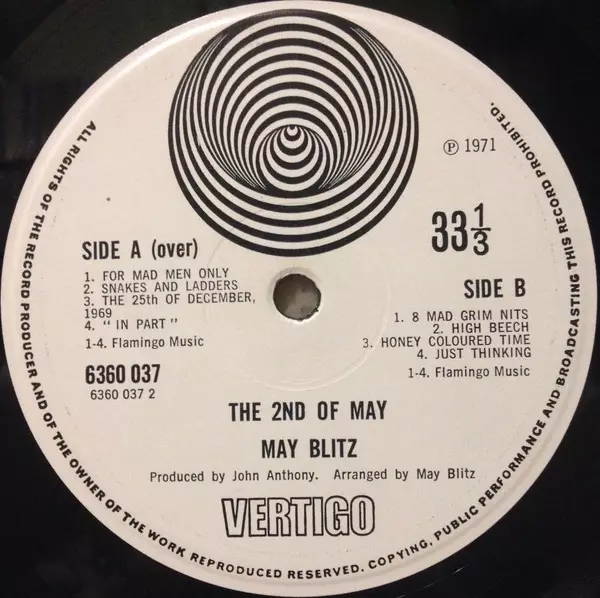 ℗ 1971
33 1/3
SIDE A (over)
1. FOR MAD MEN ONLY
2. SNAKES AND LADDERS
3. THE 25th OF DECEMBER,
1969
4. " IN PART "
1-4. Flamingo Music
6360 037
6360 037 2
SIDE B
1. 8 MAD GRIM NITS
2. HIGH BEECH
3. HONEY COLOURED TIME
4. JUST THINKING
1-4. Flamingo Music
THE 2ND OF MAY
MAY BLITZ
Produced by John Anthony. Arranged by May Blitz
VERTIGO
ALL RIGHTS OF THE RECORD PRODUCER AND OF THE OWNER OF THE WORK REPRODUCED RESERVED. COPYING, PUBLIC PERFORMANCE AND BROADCASTING THIS RECORD PROHIBITED.